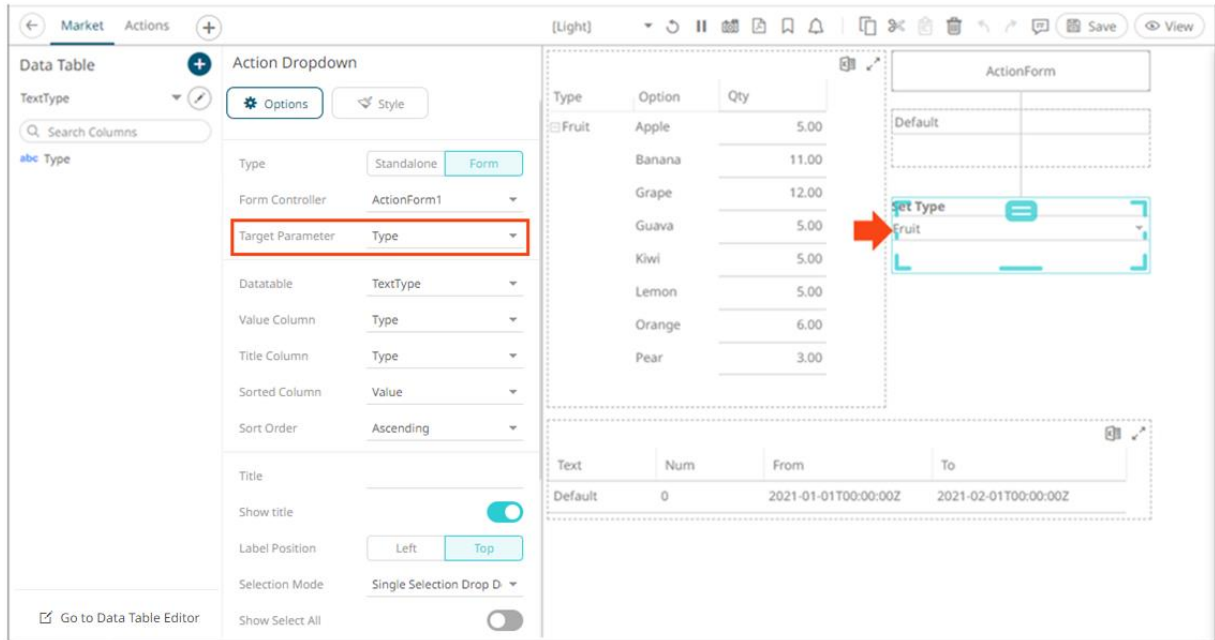 Market Actions [Light] Save View
Data Table
TextType
Search Columns
abc Type
Go to Data Table Editor
Action Dropdown
Options Style
Type Standalone Form
Form Controller ActionForm1
Target Parameter Type
Datatable TextType
Value Column Type
Title Column Type
Sorted Column Value
Sort Order Ascending
Title
Show title
Label Position Left Top
Selection Mode Single Selection Drop D
Show Select All
Type Option Qty
Fruit Apple 5.00
Banana 11.00
Grape 12.00
Guava 5.00
Kiwi 5.00
Lemon 5.00
Orange 6.00
Pear 3.00
ActionForm
Default
Set Type
Fruit
Text Num From To
Default 0 2021-01-01T00:00:00Z 2021-02-01T00:00:00Z